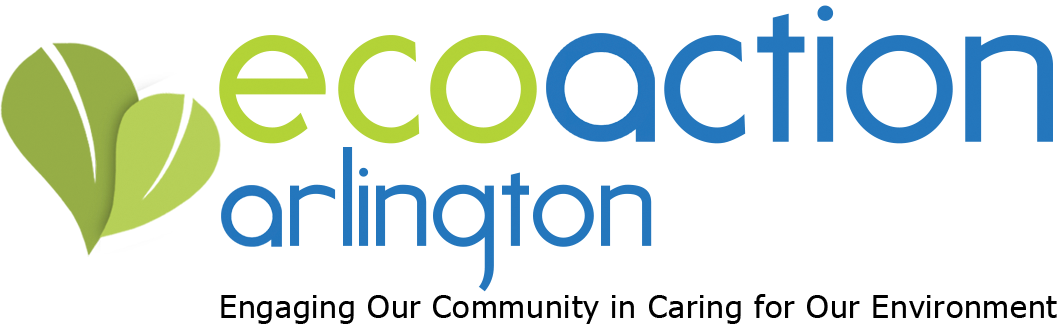 ecoaction
arlington
Engaging Our Community in Caring for Our Environment